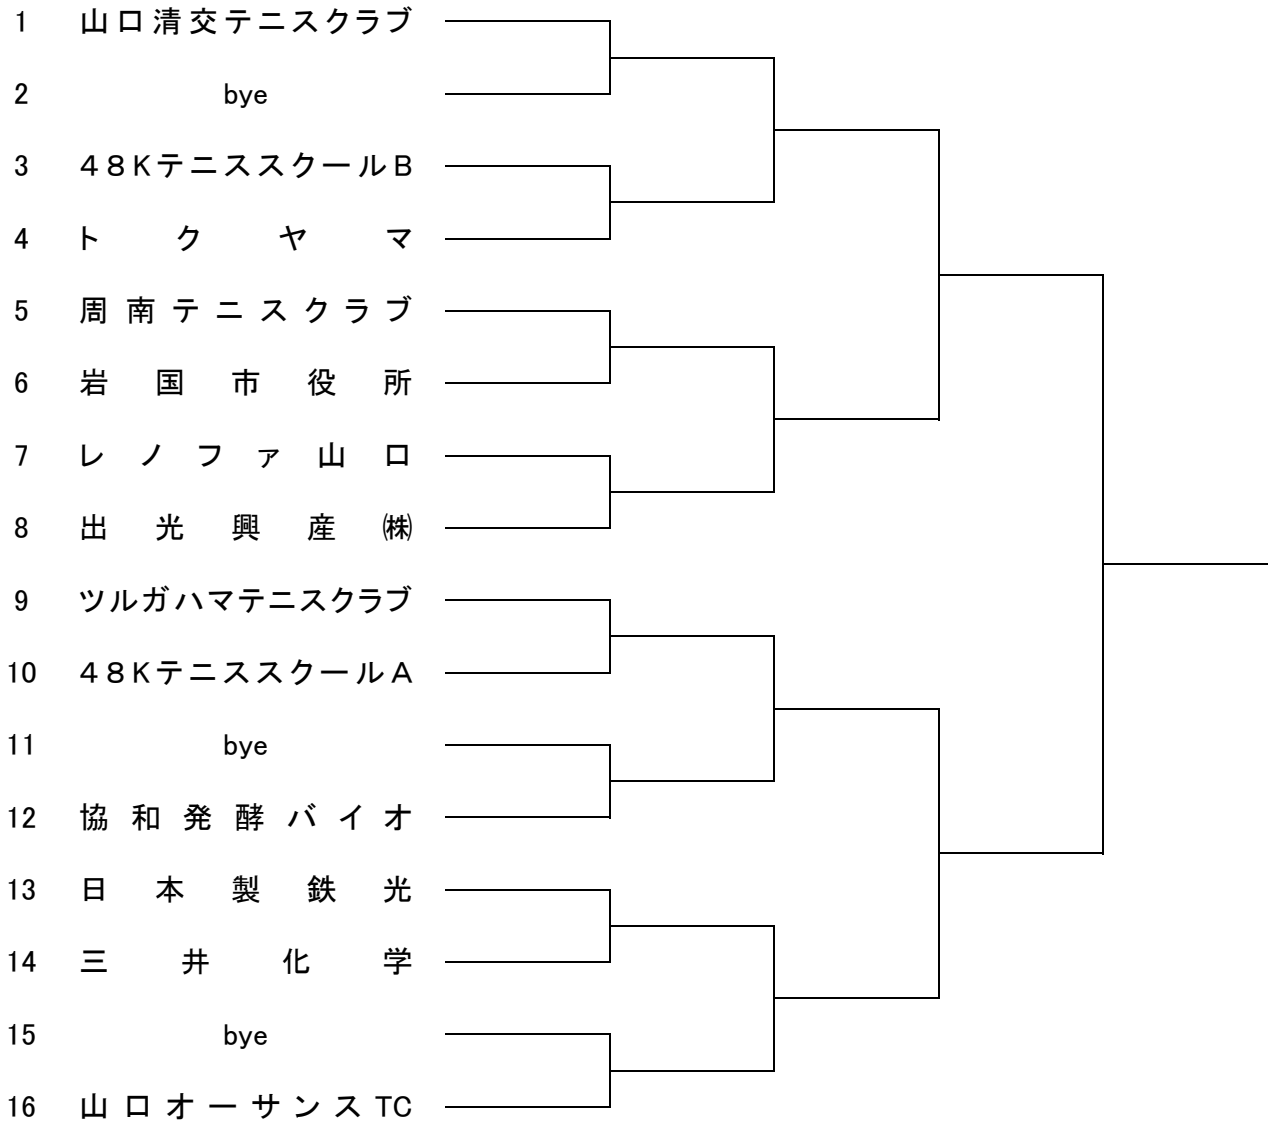 1 山口清交テニスクラブ
2 bye
3 48KテニススクールB
4 トクヤマ
5 周南テニスクラブ
6 岩国市役所
7 レノファ山口
8 出光興産㈱
9 ツルガハマテニスクラブ
10 48KテニススクールA
11 bye
12 協和発酵バイオ
13 日本製鉄光
14 三井化学
15 bye
16 山口オーサンスTC